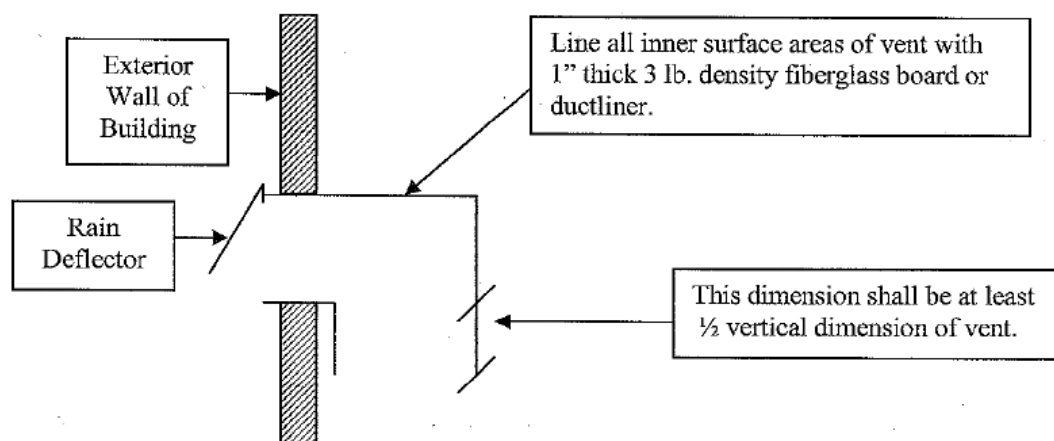 Exterior
Wall of
Building
Line all inner surface areas of vent with
1” thick 3 lb. density fiberglass board or
ductliner.
Rain
Deflector
This dimension shall be at least
½ vertical dimension of vent.